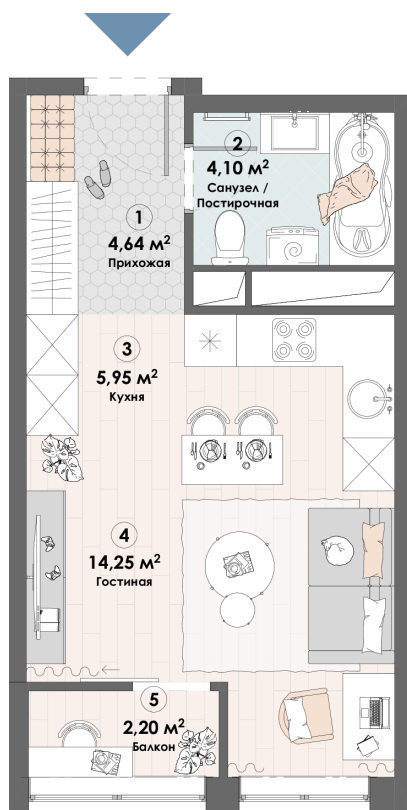 2
4,10 м²
Санузел /
Постирочная
1
4,64 м²
Прихожая
3
5,95 м²
Кухня
4
14,25 м²
Гостиная
5
2,20 м²
Балкон